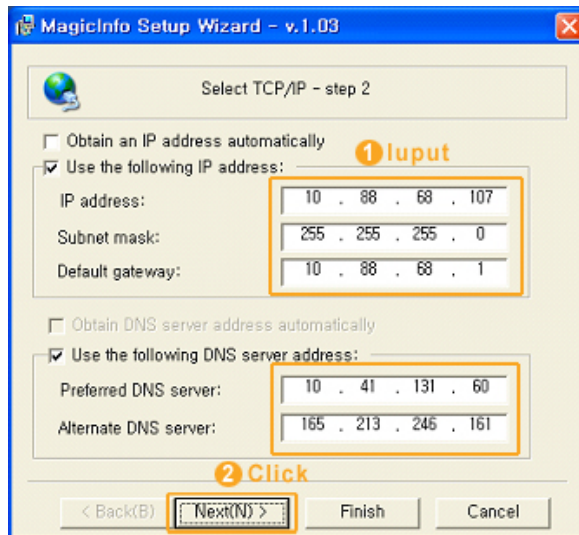 MagicInfo Setup Wizard - v.1.03
Select TCP/IP - step 2
Obtain an IP address automatically
1 Iuput
Use the following IP address:
IP address: 10 . 88 . 68 . 107
Subnet mask: 255 . 255 . 255 . 0
Default gateway: 10 . 88 . 68 . 1
Obtain DNS server address automatically
Use the following DNS server address:
Preferred DNS server: 10 . 41 . 131 . 60
Alternate DNS server: 165 . 213 . 246 . 161
2 Click
< Back(B) Next(N) > Finish Cancel